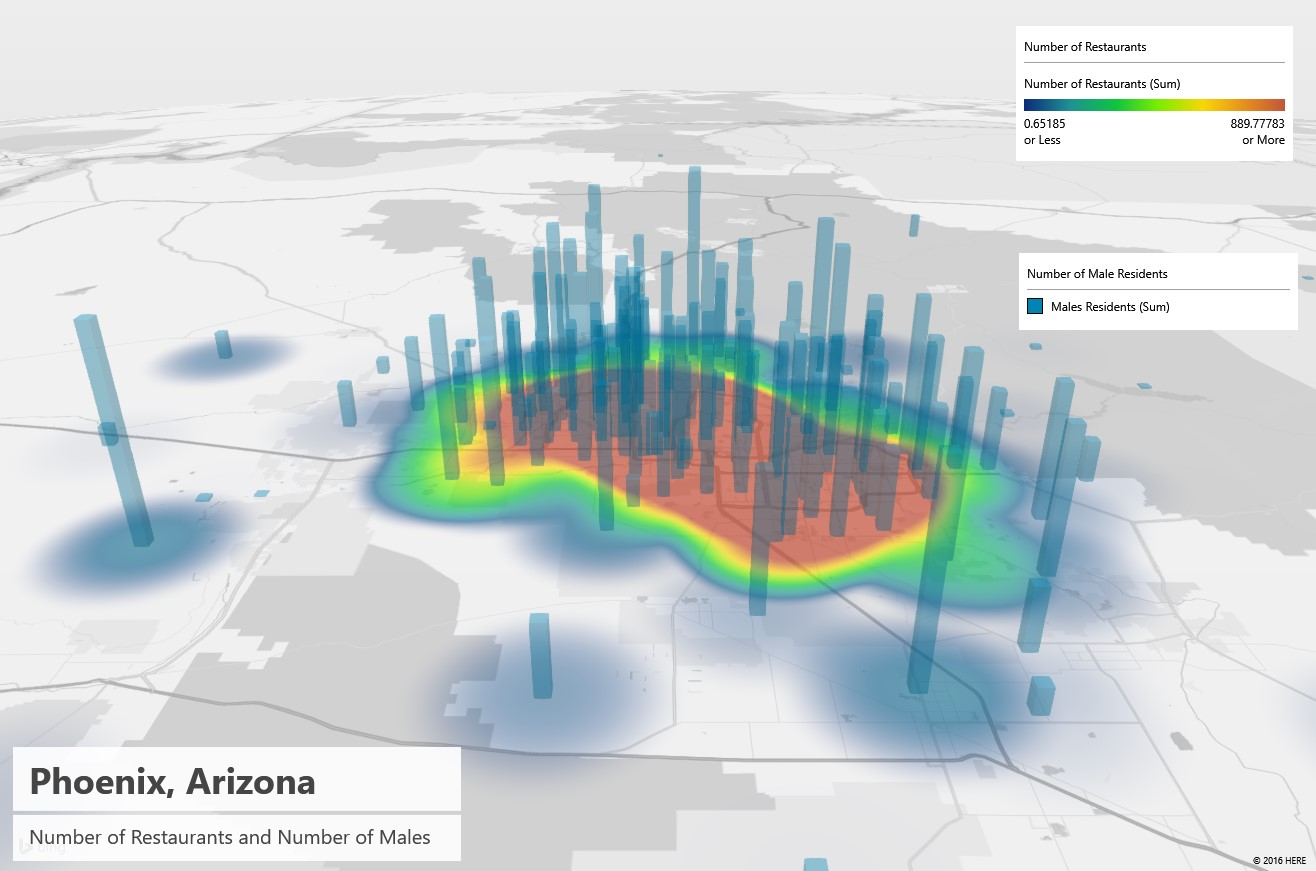 Number of Restaurants
Number of Restaurants (Sum)
0.65185 889.77783
or Less or More
Number of Male Residents
Males Residents (Sum)
Phoenix, Arizona
Number of Restaurants and Number of Males
bing
© 2016 HERE